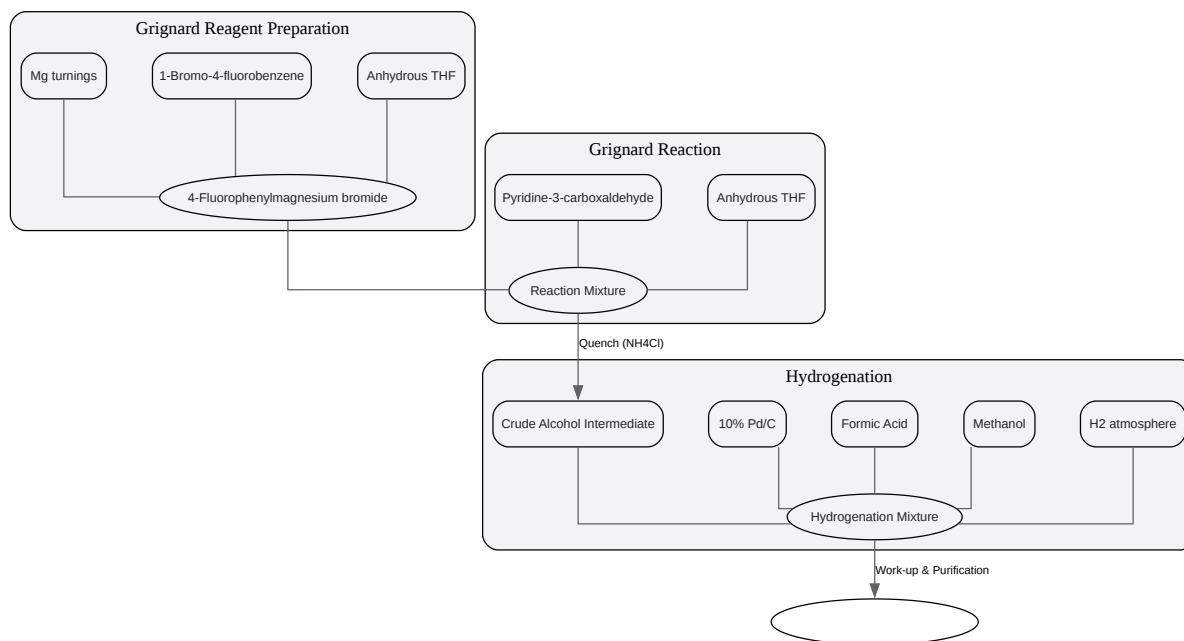 Grignard Reagent Preparation
Mg turnings
1-Bromo-4-fluorobenzene
Anhydrous THF
4-Fluorophenylmagnesium bromide
Grignard Reaction
Pyridine-3-carboxaldehyde
Anhydrous THF
Reaction Mixture
Quench (NH4Cl)
Hydrogenation
Crude Alcohol Intermediate
10% Pd/C
Formic Acid
Methanol
H2 atmosphere
Hydrogenation Mixture
Work-up & Purification